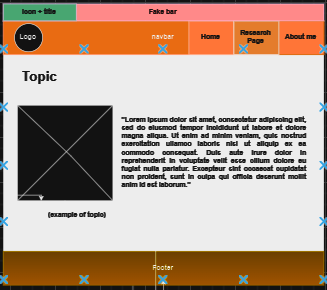 Icon + title
Fake bar
Logo
navbar
Home
Research
Page
About me
Topic
"Lorem ipsum dolor sit amet, consectetur adipiscing elit,
sed do eiusmod tempor incididunt ut labore et dolore
magna aliqua. Ut enim ad minim veniam, quis nostrud
exercitation ullamco laboris nisi ut aliquip ex ea
commodo consequat. Duis aute irure dolor in
reprehenderit in voluptate velit esse cillum dolore eu
fugiat nulla pariatur. Excepteur sint occaecat cupidatat
non proident, sunt in culpa qui officia deserunt mollit
anim id est laborum."
(example of topic)
Footer